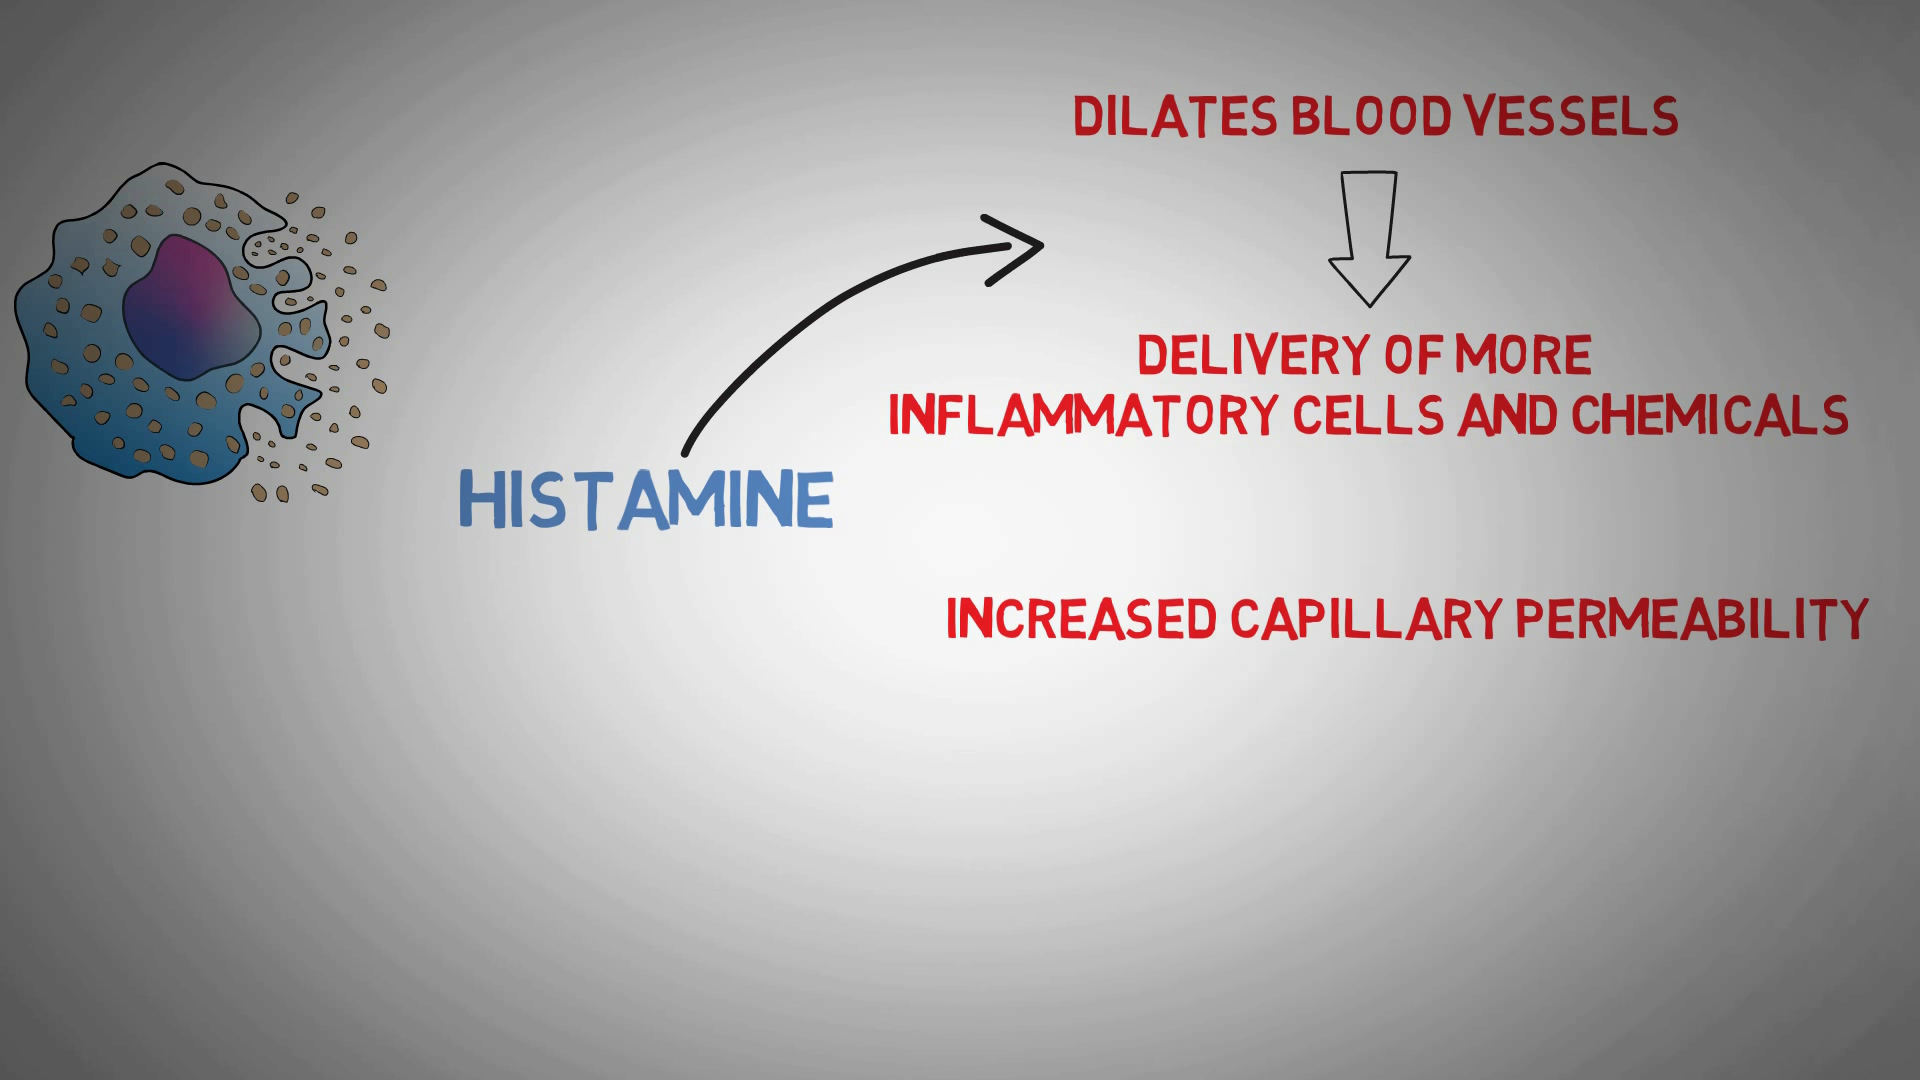 DILATES BLOOD VESSELS
DELIVERY OF MORE
INFLAMMATORY CELLS AND CHEMICALS
HISTAMINE
INCREASED CAPILLARY PERMEABILITY